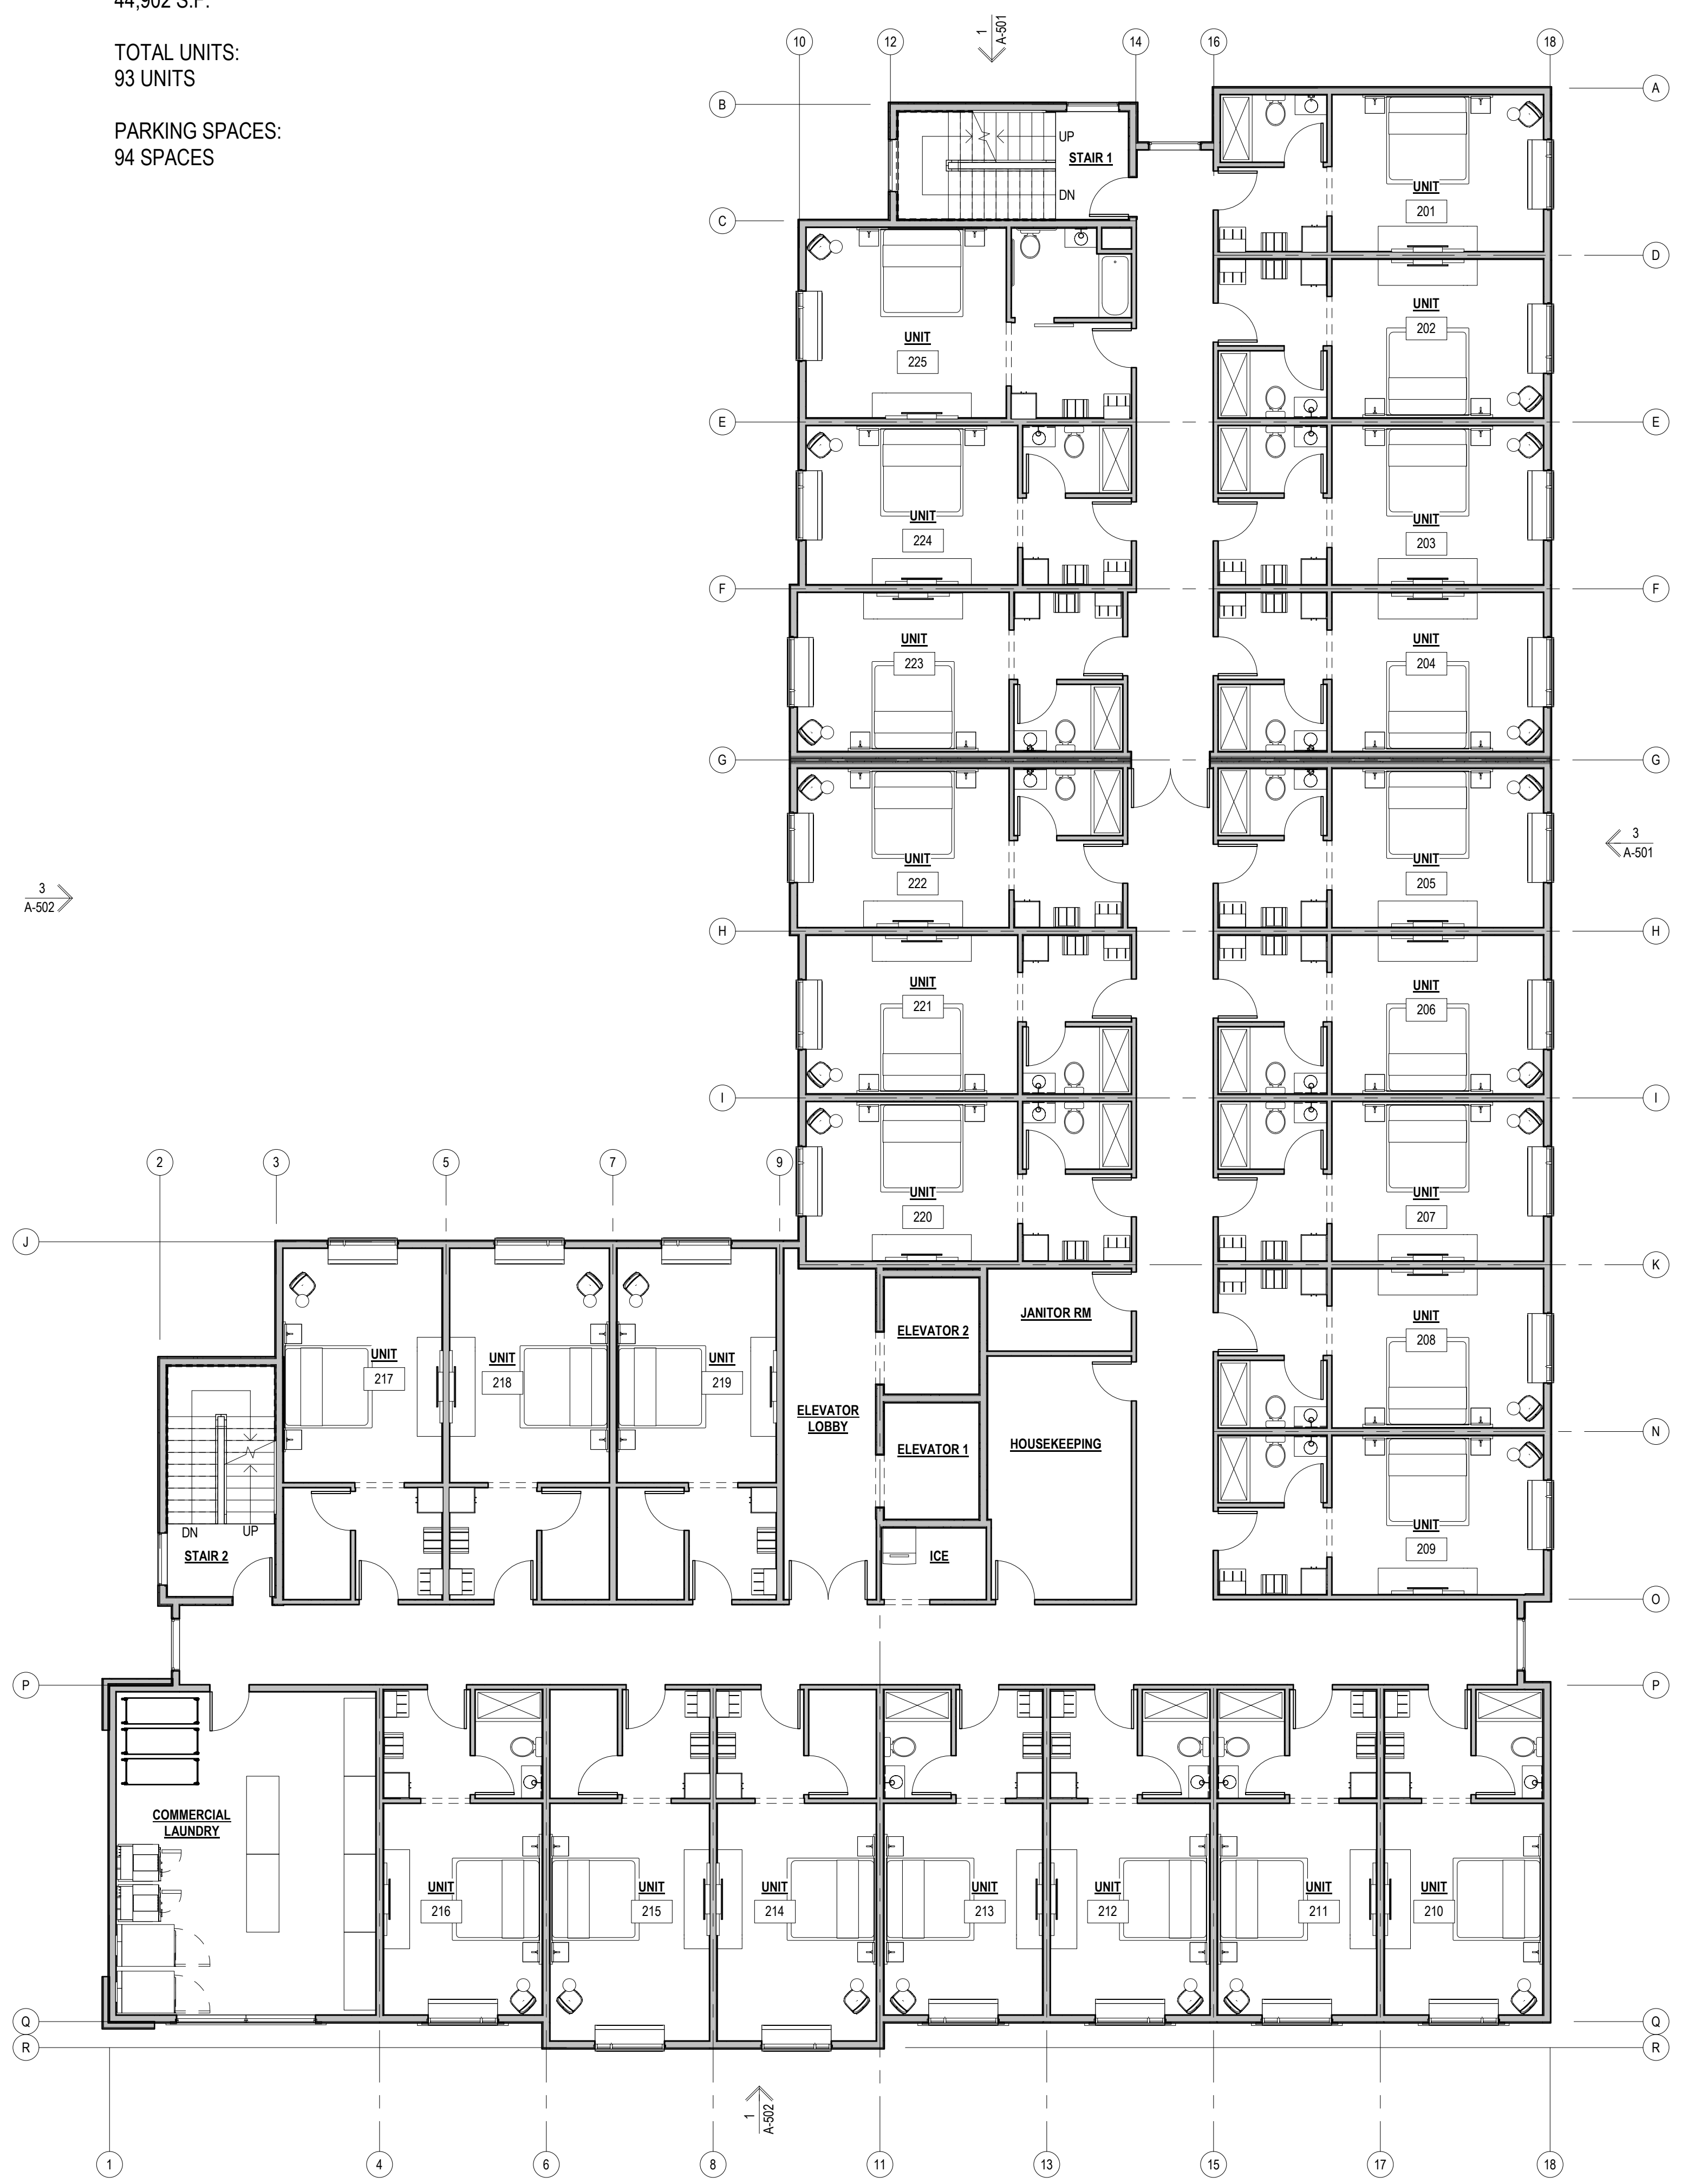 44,902 S.F.
TOTAL UNITS:
93 UNITS
PARKING SPACES:
94 SPACES
1
A-501
10
12
14
16
18
A
B
UP
STAIR 1
DN
UNIT
201
C
D
UNIT
202
UNIT
225
E
E
UNIT
224
UNIT
203
F
F
UNIT
223
UNIT
204
G
G
3
A-501
UNIT
222
UNIT
205
3
A-502
H
H
UNIT
221
UNIT
206
I
I
2
3
5
7
9
UNIT
220
UNIT
207
J
K
JANITOR RM
ELEVATOR 2
UNIT
208
UNIT
217
UNIT
218
UNIT
219
ELEVATOR
LOBBY
N
HOUSEKEEPING
ELEVATOR 1
DN
UP
UNIT
209
STAIR 2
ICE
O
P
P
COMMERCIAL
LAUNDRY
UNIT
216
UNIT
215
UNIT
214
UNIT
213
UNIT
212
UNIT
211
UNIT
210
Q
Q
R
R
1
A-502
1
4
6
8
11
13
15
17
18